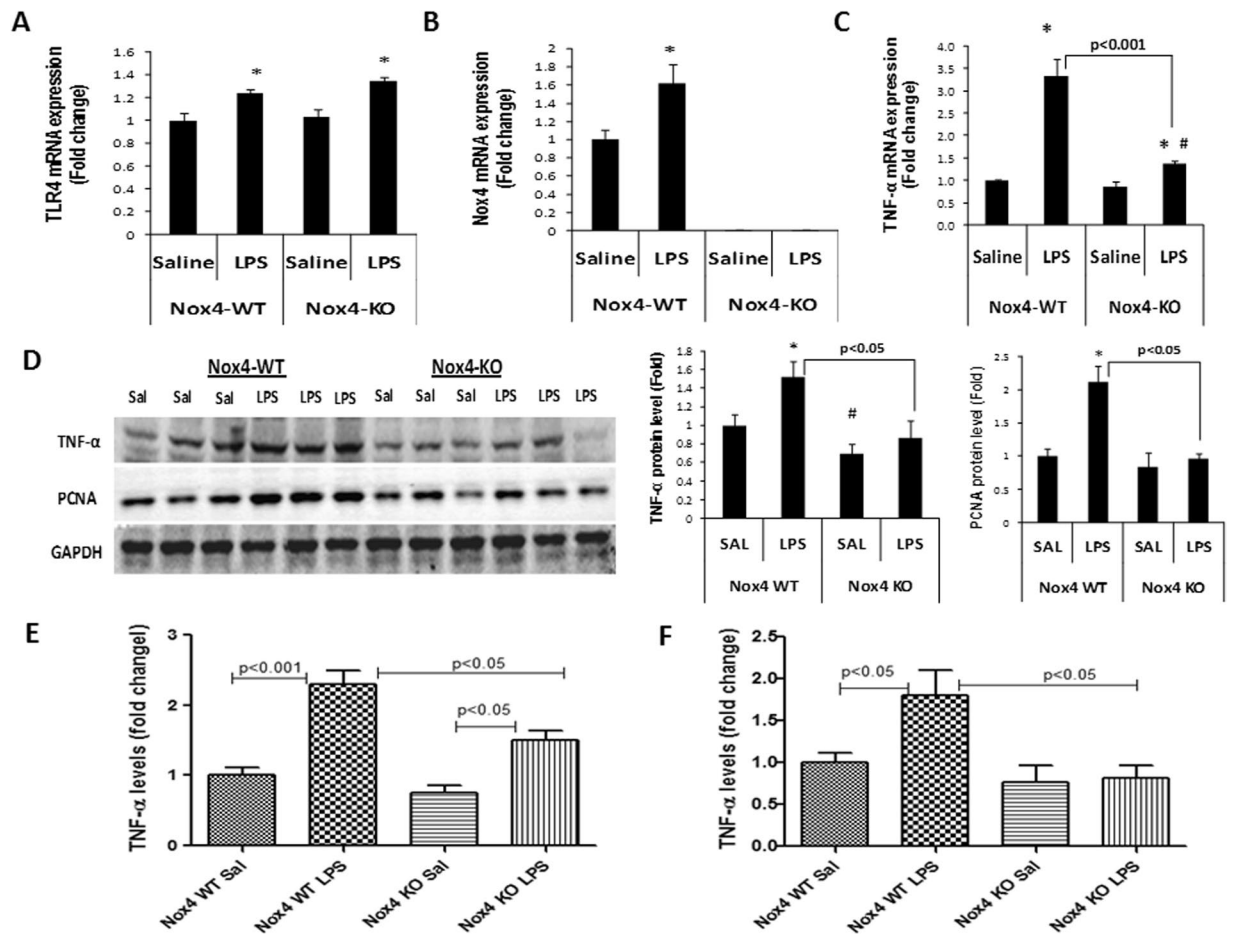 A
TLR4 mRNA expression
(Fold change)
1.6
1.4
1.2
1
0.8
0.6
0.4
0.2
0
*
*
Saline LPS Saline LPS
Nox4-WT Nox4-KO
B
Nox 4 mRNA expression
(Fold change)
2
1.8
1.6
1.4
1.2
1
0.8
0.6
0.4
0.2
0
*
Saline LPS Saline LPS
Nox4-WT Nox4-KO
C
TNF-α mRNA expression
(Fold change)
4.0
3.5
3.0
2.5
2.0
1.5
1.0
0.5
0.0
*
p<0.001
* #
Saline LPS Saline LPS
Nox4-WT Nox4-KO
D
Nox4-WT Nox4-KO
Sal Sal Sal LPS LPS LPS Sal Sal Sal LPS LPS LPS
TNF-α
PCNA
GAPDH
TNF-α protein level (Fold)
1.8
1.6
1.4
1.2
1
0.8
0.6
0.4
0.2
0
*
p<0.05
#
SAL LPS SAL LPS
Nox4 WT Nox4 KO
PCNA protein level (Fold)
2.5
2
1.5
1
0.5
0
*
p<0.05
SAL LPS SAL LPS
Nox4 WT Nox4 KO
E
TNF-α levels (fold changel)
3
2
1
0
p<0.001
p<0.05
p<0.05
Nox4 WT Sal
Nox4 WT LPS
Nox4 KO Sal
Nox4 KO LPS
F
TNF-α levels (fold change)
2.5
2.0
1.5
1.0
0.5
0.0
p<0.05
p<0.05
Nox4 WT Sal
Nox4 WT LPS
Nox4 KO Sal
Nox4 KO LPS